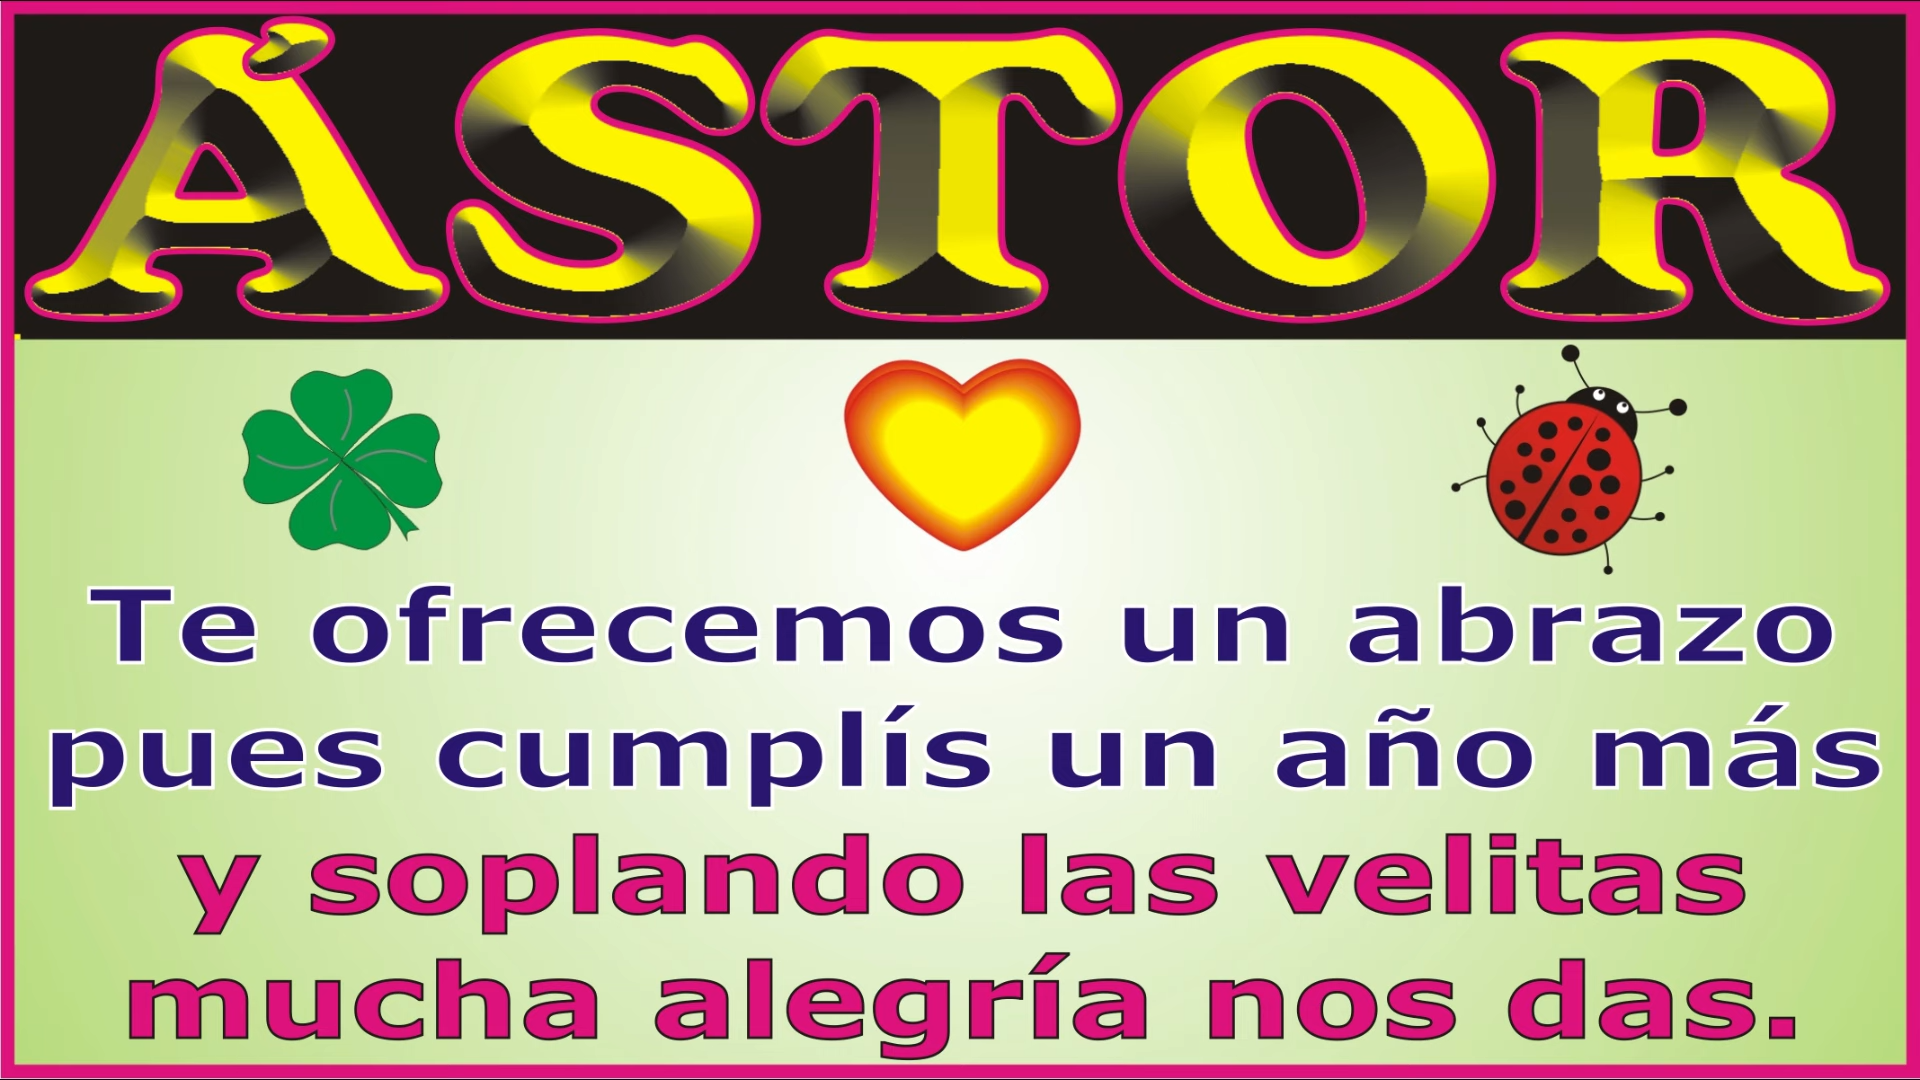 ÁSTOR
Te ofrecemos un abrazo
pues cumplís un año más
y soplando las velitas
mucha alegría nos das.